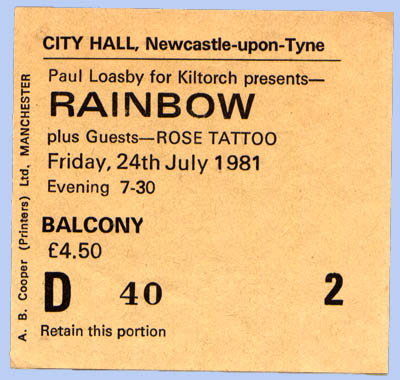 CITY HALL, Newcastle-upon-Tyne
Paul Loasby for Kiltorch presents—
RAINBOW
plus Guests—ROSE TATTOO
Friday, 24th July 1981
Evening 7-30
BALCONY
£4.50
D 40 2
Retain this portion
A. B. Cooper (Printers) Ltd, MANCHESTER